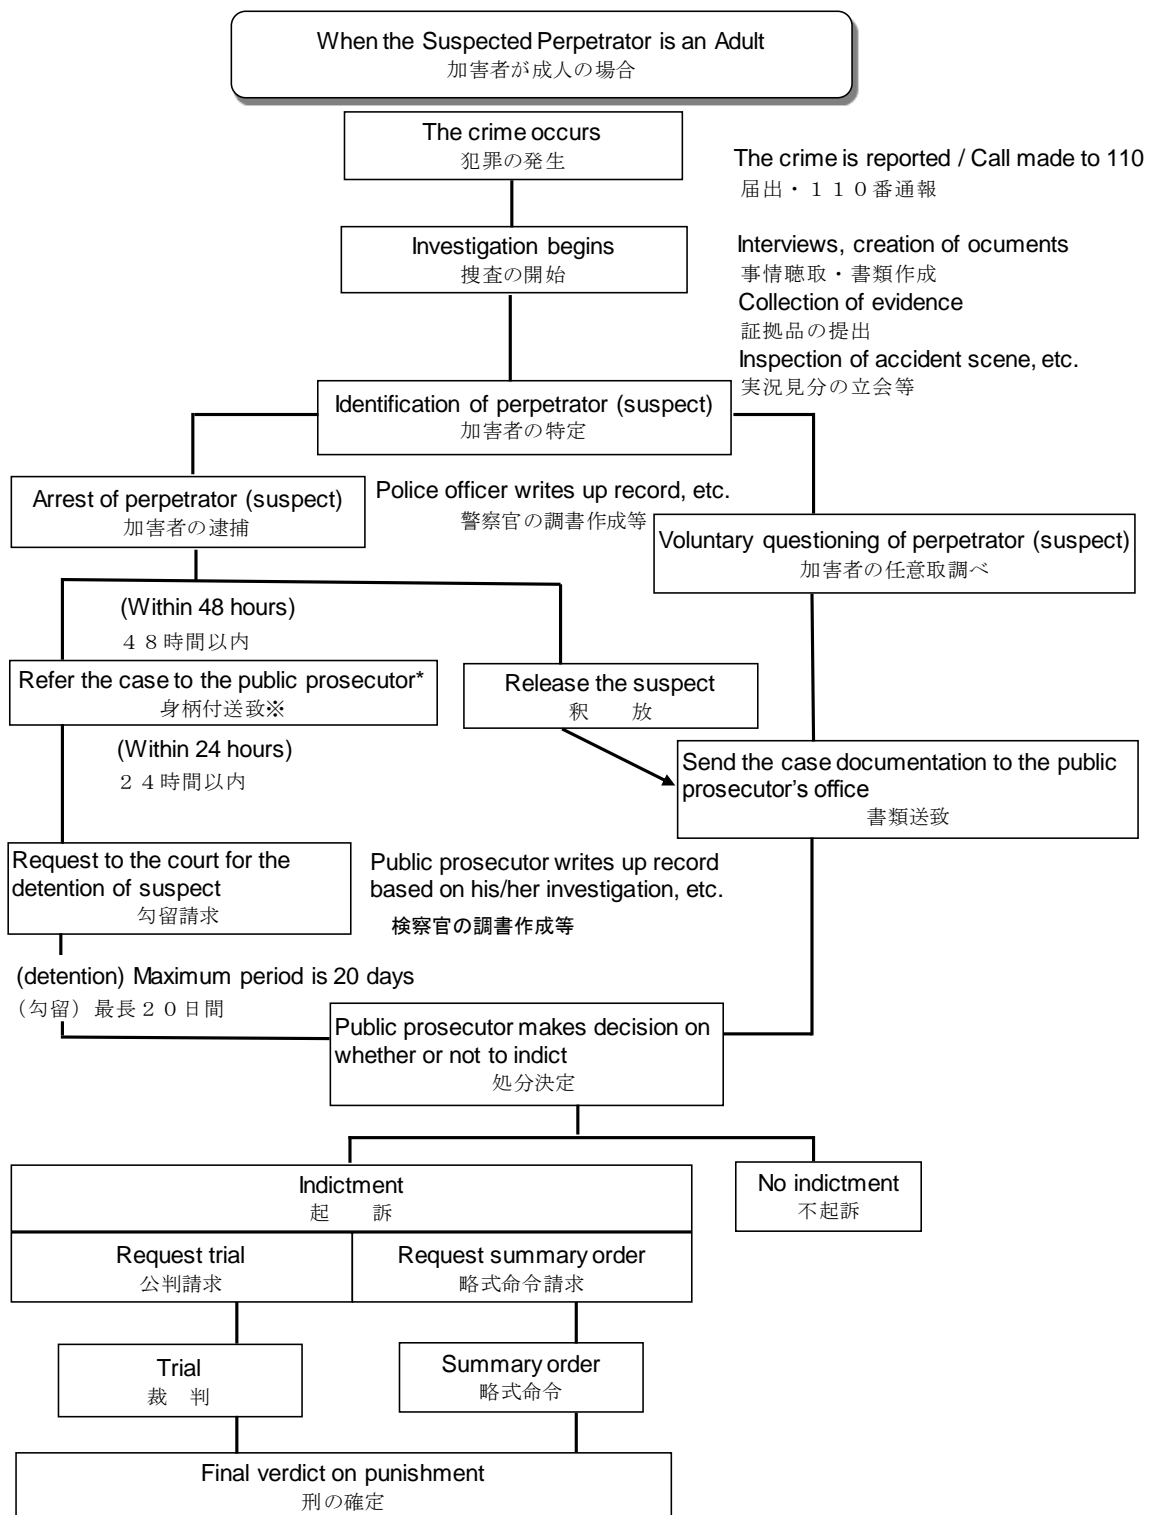 When the Suspected Perpetrator is an Adult
加害者が成人の場合
The crime occurs
犯罪の発生
The crime is reported / Call made to 110
届出・１１０番通報
Investigation begins
捜査の開始
Interviews, creation of ocuments
事情聴取・書類作成
Collection of evidence
証拠品の提出
Inspection of accident scene, etc.
実況見分の立会等
Identification of perpetrator (suspect)
加害者の特定
Arrest of perpetrator (suspect)
加害者の逮捕
Police officer writes up record, etc.
警察官の調書作成等
Voluntary questioning of perpetrator (suspect)
加害者の任意取調べ
(Within 48 hours)
４８時間以内
Refer the case to the public prosecutor*
身柄付送致※
Release the suspect
釈　放
(Within 24 hours)
２４時間以内
Send the case documentation to the public
prosecutor's office
書類送致
Request to the court for the
detention of suspect
勾留請求
Public prosecutor writes up record
based on his/her investigation, etc.
検察官の調書作成等
(detention) Maximum period is 20 days
（勾留）最長２０日間
Public prosecutor makes decision on
whether or not to indict
処分決定
Indictment
起　訴
No indictment
不起訴
Request trial
公判請求
Request summary order
略式命令請求
Trial
裁　判
Summary order
略式命令
Final verdict on punishment
刑の確定